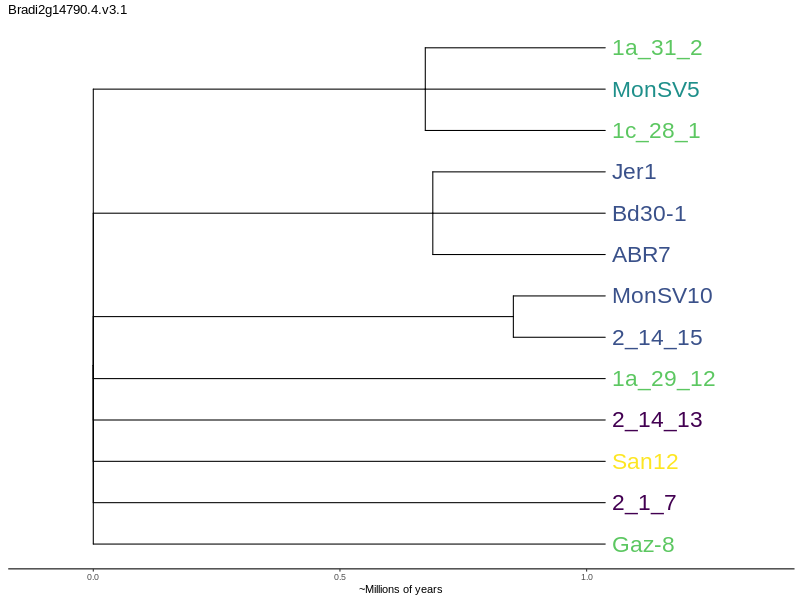 Bradi2g14790.4.v3.1
1a_31_2
MonSV5
1c_28_1
Jer1
Bd30-1
ABR7
MonSV10
2_14_15
1a_29_12
2_14_13
San12
2_1_7
Gaz-8
0.0 0.5 1.0
~Millions of years